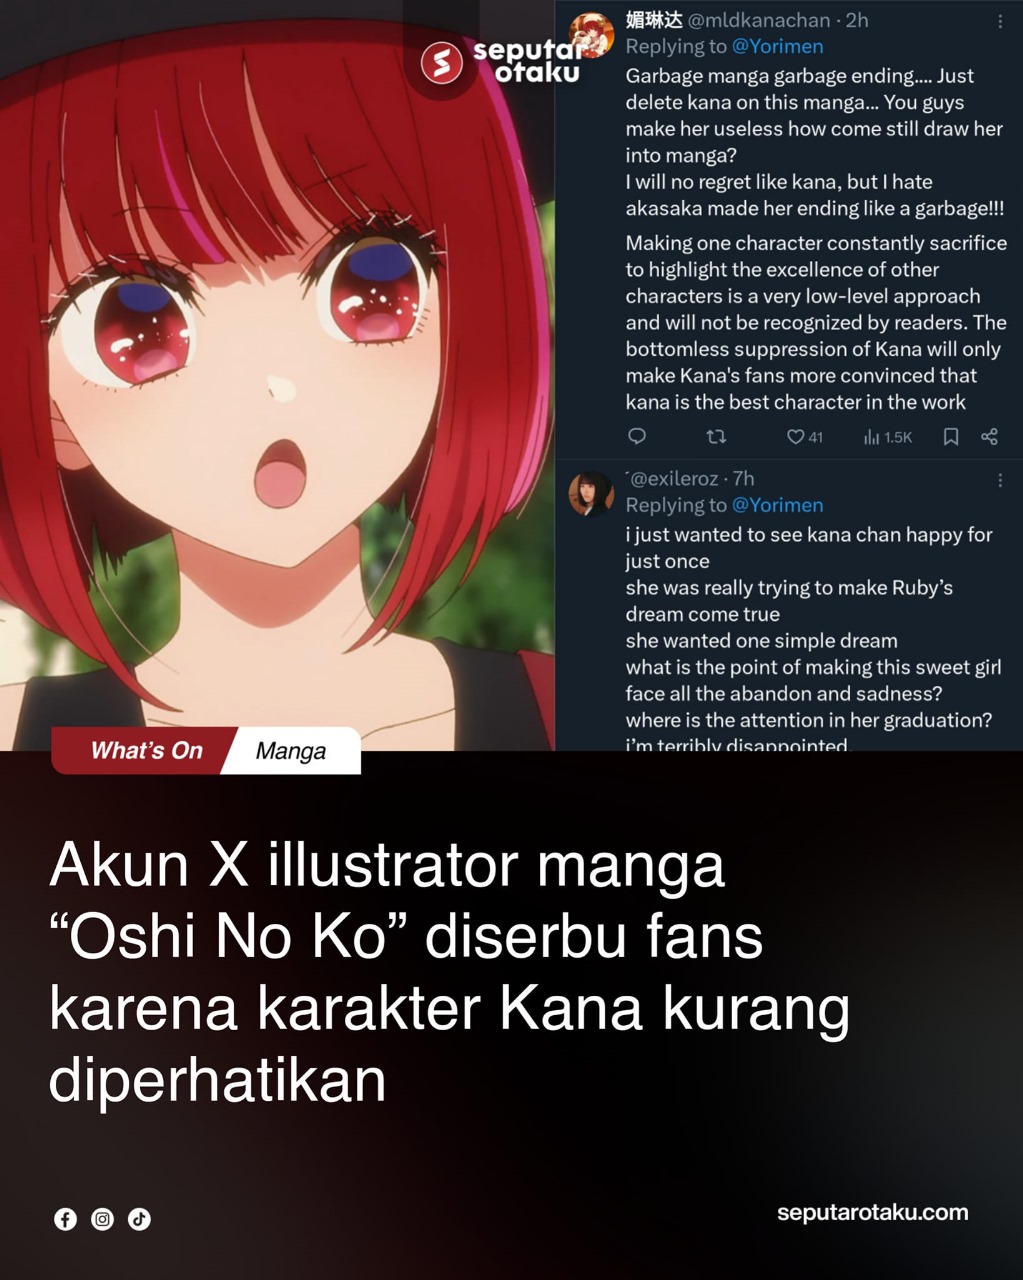 seputar
otaku
媚琳达 @mldkanachan · 2h
Replying to @Yorimen
Garbage manga garbage ending.... Just
delete kana on this manga... You guys
make her useless how come still draw her
into manga?
I will no regret like kana, but I hate
akasaka made her ending like a garbage!!!
Making one character constantly sacrifice
to highlight the excellence of other
characters is a very low-level approach
and will not be recognized by readers. The
bottomless suppression of Kana will only
make Kana's fans more convinced that
kana is the best character in the work
41 1.5K
@exileroz · 7h
Replying to @Yorimen
i just wanted to see kana chan happy for
just once
she was really trying to make Ruby’s
dream come true
she wanted one simple dream
what is the point of making this sweet girl
face all the abandon and sadness?
where is the attention in her graduation?
i’m terribly disappointed
What’s On Manga
Akun X illustrator manga
“Oshi No Ko” diserbu fans
karena karakter Kana kurang
diperhatikan
seputarotaku.com